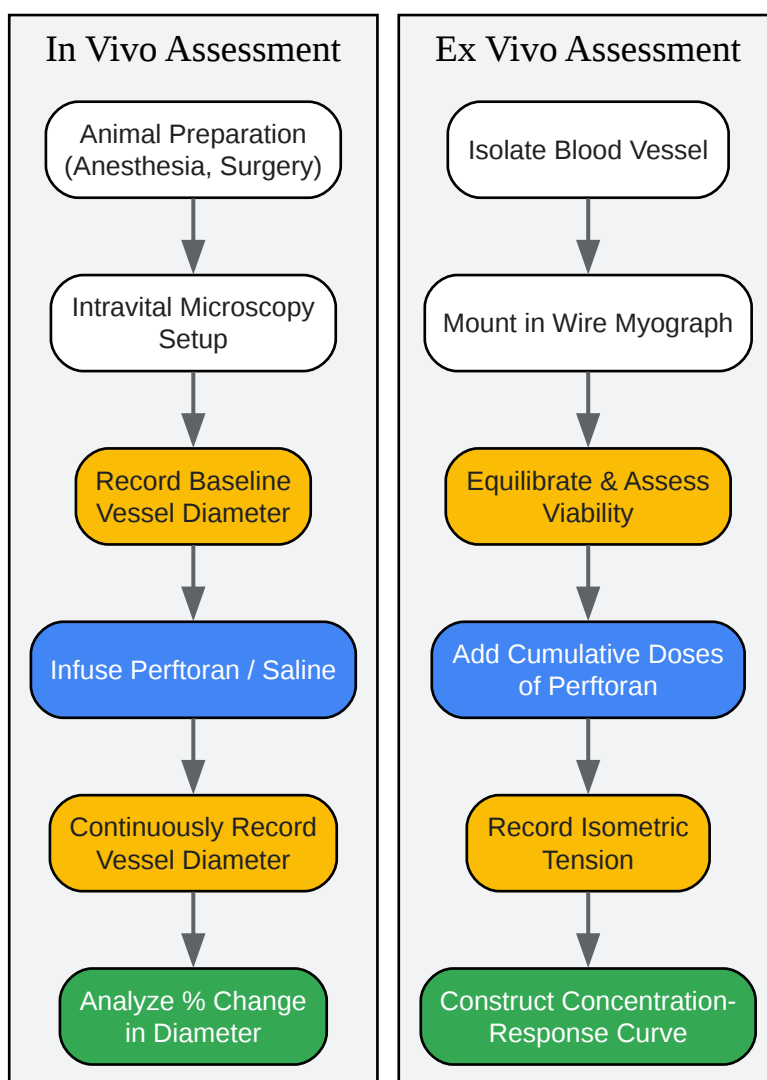 In Vivo Assessment
Animal Preparation
(Anesthesia, Surgery)
Intravital Microscopy
Setup
Record Baseline
Vessel Diameter
Infuse Perftoran / Saline
Continuously Record
Vessel Diameter
Analyze % Change
in Diameter
Ex Vivo Assessment
Isolate Blood Vessel
Mount in Wire Myograph
Equilibrate & Assess
Viability
Add Cumulative Doses
of Perftoran
Record Isometric
Tension
Construct Concentration-
Response Curve